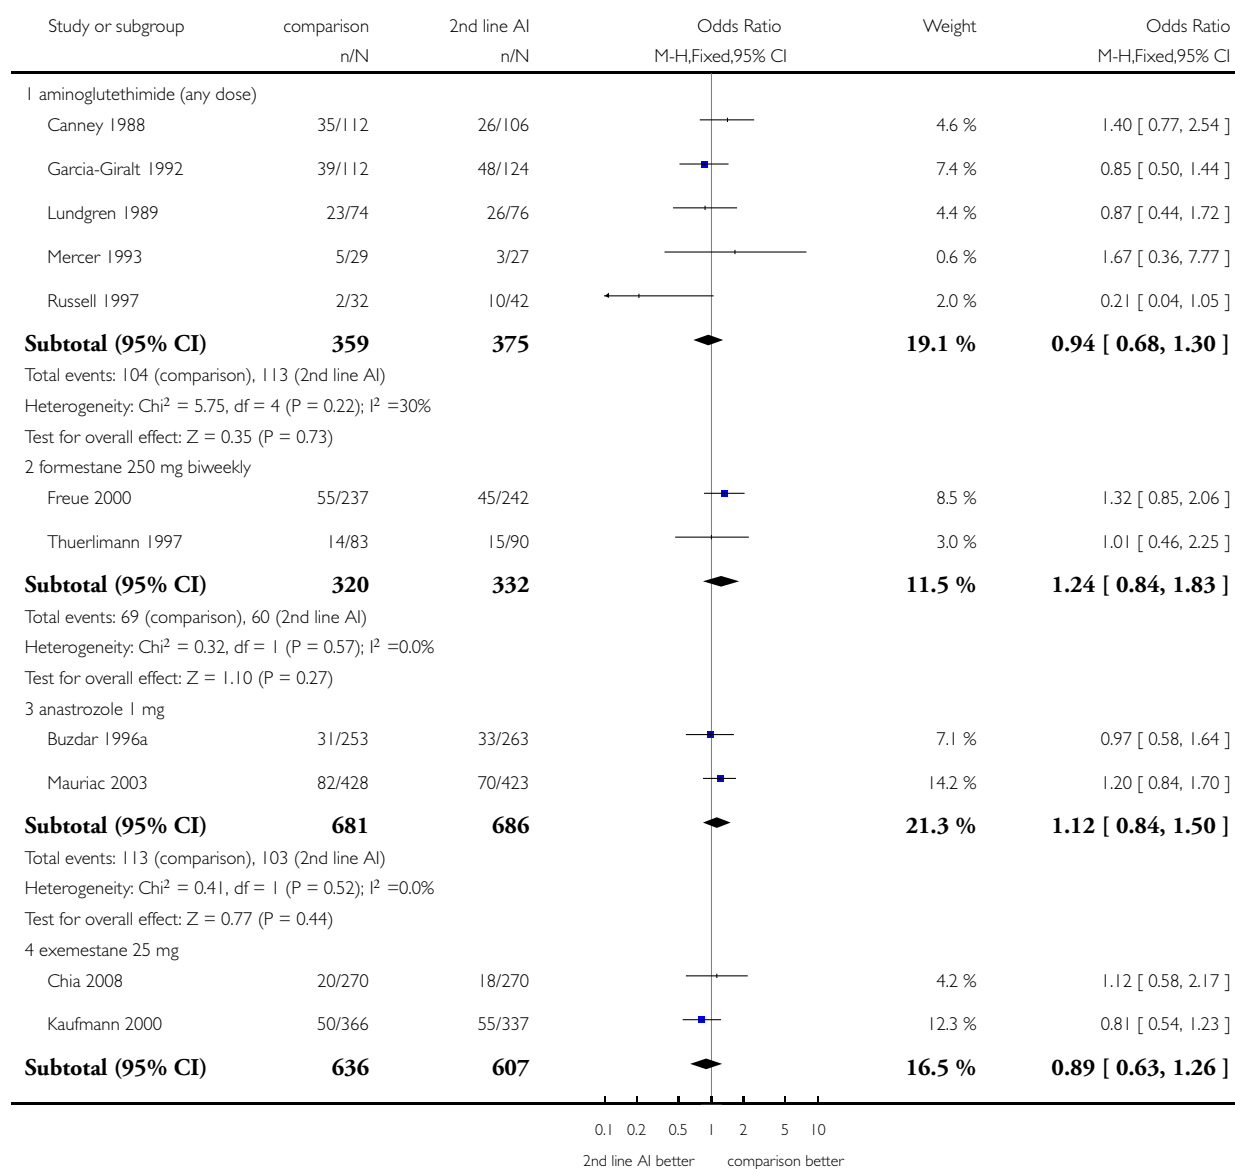 Study or subgroup comparison 2nd line AI Odds Ratio Weight Odds Ratio
n/N n/N M-H,Fixed,95% CI M-H,Fixed,95% CI
1 aminoglutethimide (any dose)
Canney 1988 35/112 26/106 4.6 % 1.40 [ 0.77, 2.54 ]
Garcia-Giralt 1992 39/112 48/124 7.4 % 0.85 [ 0.50, 1.44 ]
Lundgren 1989 23/74 26/76 4.4 % 0.87 [ 0.44, 1.72 ]
Mercer 1993 5/29 3/27 0.6 % 1.67 [ 0.36, 7.77 ]
Russell 1997 2/32 10/42 2.0 % 0.21 [ 0.04, 1.05 ]
Subtotal (95% CI) 359 375 19.1 % 0.94 [ 0.68, 1.30 ]
Total events: 104 (comparison), 113 (2nd line AI)
Heterogeneity: Chi² = 5.75, df = 4 (P = 0.22); I² =30%
Test for overall effect: Z = 0.35 (P = 0.73)
2 formestane 250 mg biweekly
Freue 2000 55/237 45/242 8.5 % 1.32 [ 0.85, 2.06 ]
Thuerlimann 1997 14/83 15/90 3.0 % 1.01 [ 0.46, 2.25 ]
Subtotal (95% CI) 320 332 11.5 % 1.24 [ 0.84, 1.83 ]
Total events: 69 (comparison), 60 (2nd line AI)
Heterogeneity: Chi² = 0.32, df = 1 (P = 0.57); I² =0.0%
Test for overall effect: Z = 1.10 (P = 0.27)
3 anastrozole 1 mg
Buzdar 1996a 31/253 33/263 7.1 % 0.97 [ 0.58, 1.64 ]
Mauriac 2003 82/428 70/423 14.2 % 1.20 [ 0.84, 1.70 ]
Subtotal (95% CI) 681 686 21.3 % 1.12 [ 0.84, 1.50 ]
Total events: 113 (comparison), 103 (2nd line AI)
Heterogeneity: Chi² = 0.41, df = 1 (P = 0.52); I² =0.0%
Test for overall effect: Z = 0.77 (P = 0.44)
4 exemestane 25 mg
Chia 2008 20/270 18/270 4.2 % 1.12 [ 0.58, 2.17 ]
Kaufmann 2000 50/366 55/337 12.3 % 0.81 [ 0.54, 1.23 ]
Subtotal (95% CI) 636 607 16.5 % 0.89 [ 0.63, 1.26 ]
0.1 0.2 0.5 1 2 5 10
2nd line AI better comparison better